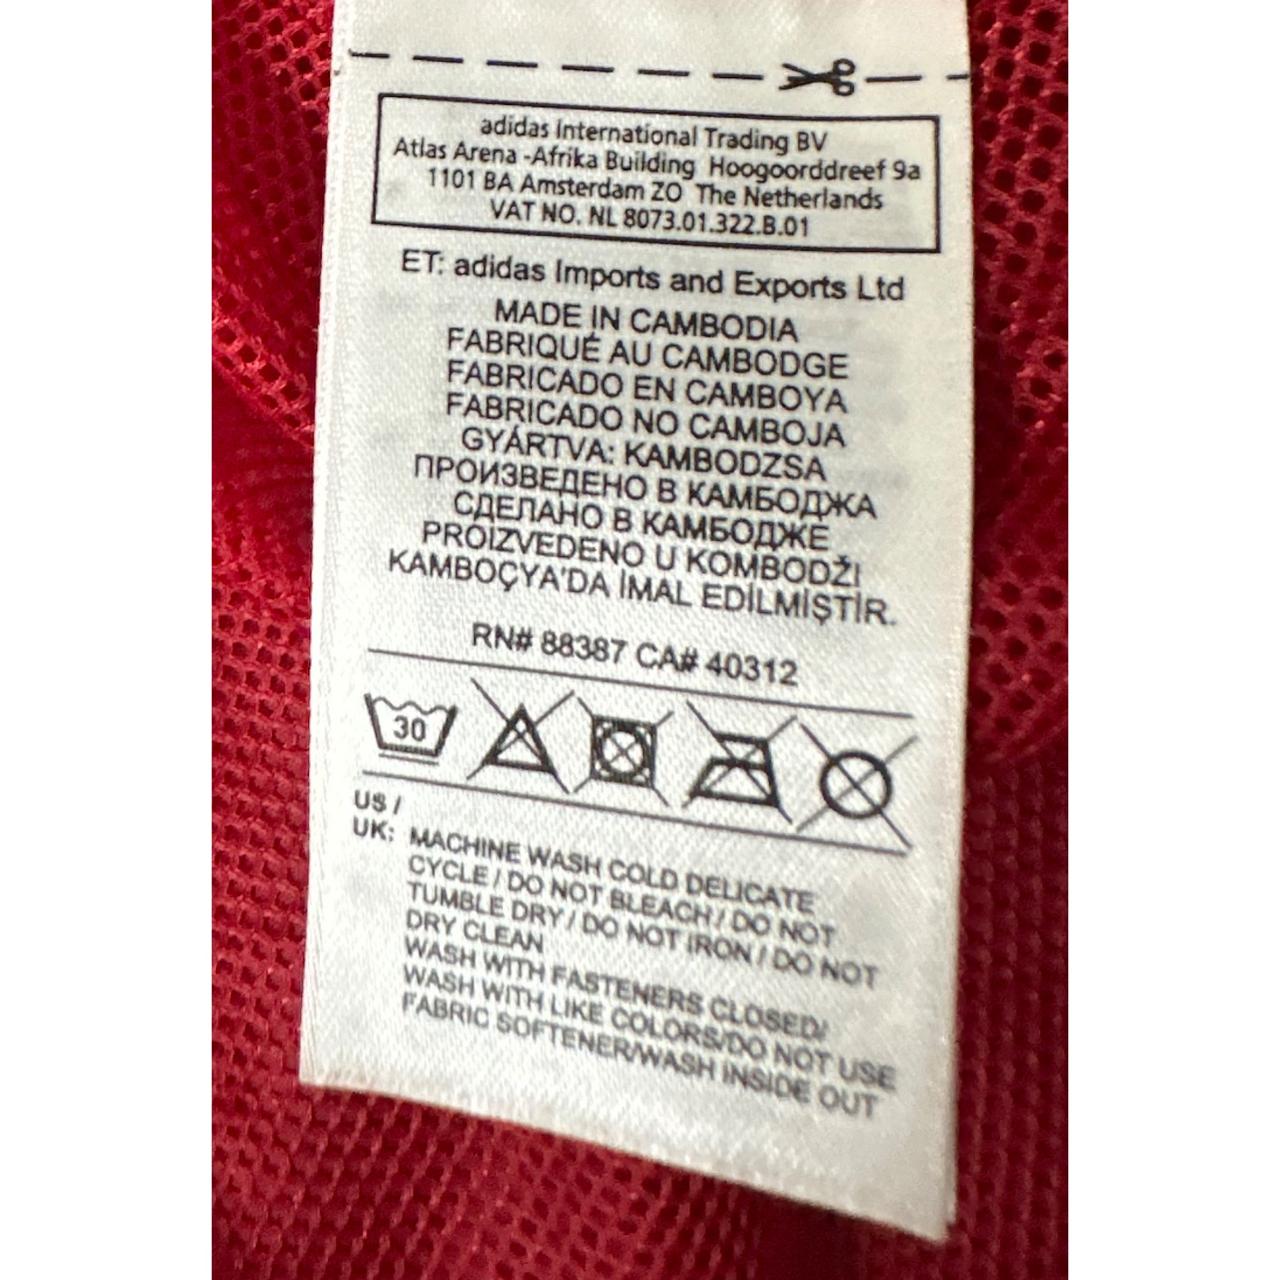 adidas International Trading BV
Atlas Arena -Afrika Building Hoogoorddreef 9a
1101 BA Amsterdam ZO The Netherlands
VAT NO. NL 8073.01.322.B.01
ET: adidas Imports and Exports Ltd
MADE IN CAMBODIA
FABRIQUÉ AU CAMBODGE
FABRICADO EN CAMBOYA
FABRICADO NO CAMBOJA
GYÁRTVA: KAMBODZSA
ПРОИЗВЕДЕНО В КАМБОДЖА
СДЕЛАНО В КАМБОДЖЕ
PROIZVEDENO U KOMBODŽI
KAMBOÇYA'DA İMAL EDİLMİŞTİR.
RN# 88387 CA# 40312
30
US /
UK: MACHINE WASH COLD DELICATE
CYCLE / DO NOT BLEACH / DO NOT
TUMBLE DRY / DO NOT IRON / DO NOT
DRY CLEAN
WASH WITH FASTENERS CLOSED/
WASH WITH LIKE COLORS/DO NOT USE
FABRIC SOFTENER/WASH INSIDE OUT